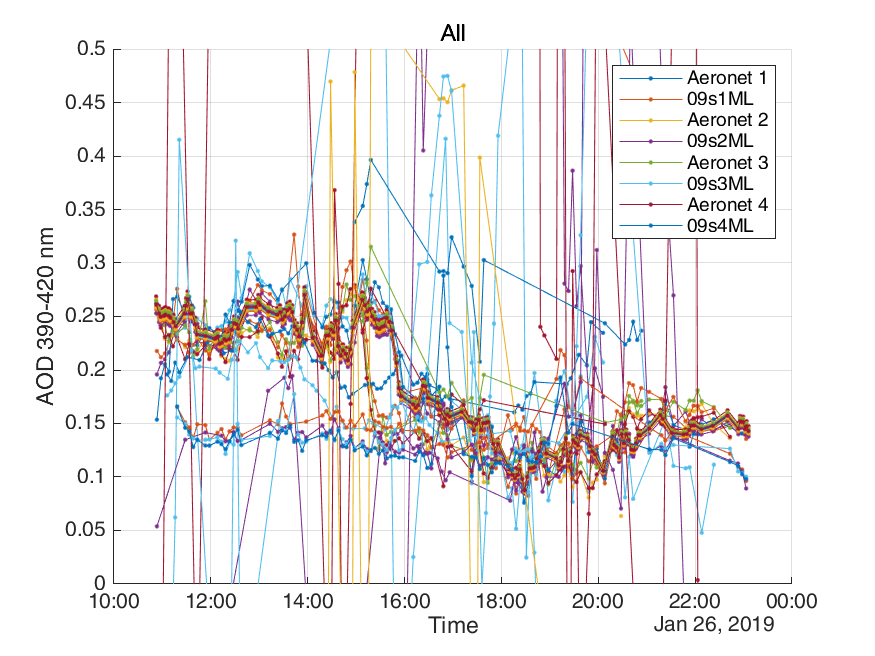 All
0.5
0.45
0.4
0.35
0.3
0.25
0.2
0.15
0.1
0.05
0
AOD 390-420 nm
Aeronet 1
09s1ML
Aeronet 2
09s2ML
Aeronet 3
09s3ML
Aeronet 4
09s4ML
10:00 12:00 14:00 16:00 18:00 20:00 22:00 00:00
Time
Jan 26, 2019